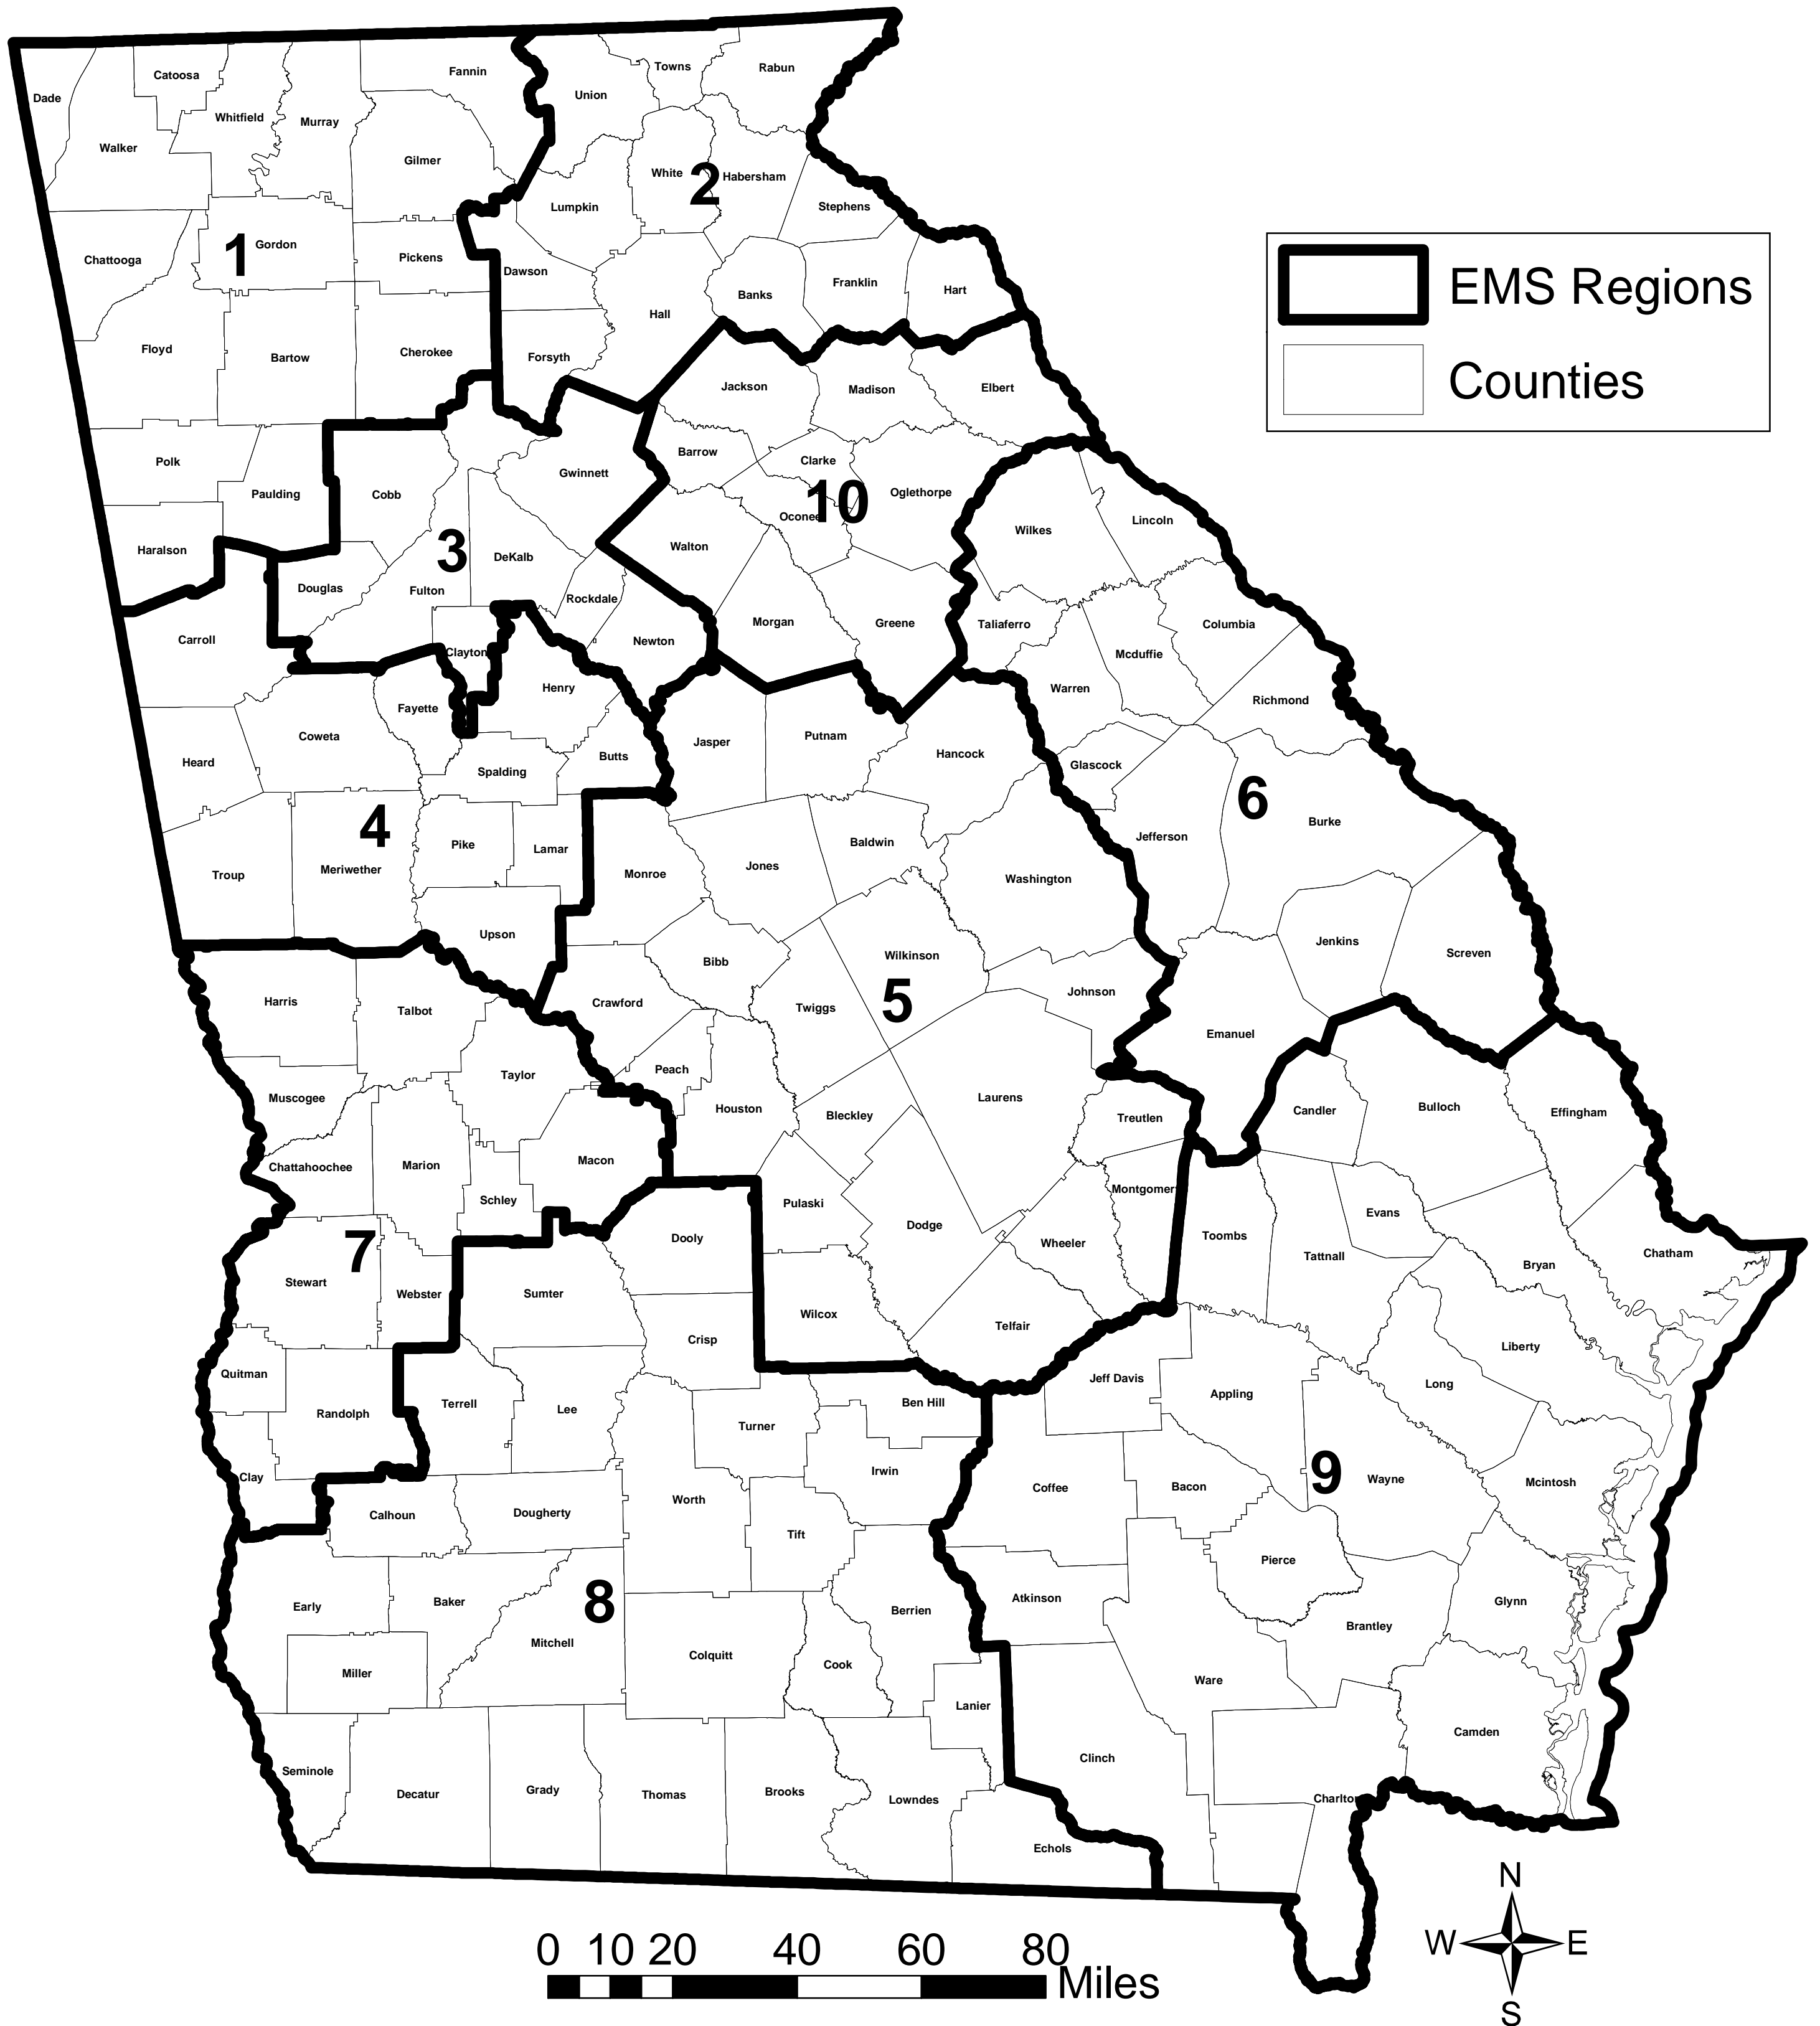 Towns
Rabun
Fannin
Catoosa
Dade
Union
Whitfield
Murray
Walker
Gilmer
White
2
Habersham
Lumpkin
Stephens
1
Gordon
Chattooga
Pickens
Dawson
Franklin
Hart
Banks
EMS Regions
Hall
Floyd
Bartow
Cherokee
Forsyth
Counties
Jackson
Madison
Elbert
Polk
Barrow
Clarke
Gwinnett
Paulding
Cobb
10
Oglethorpe
Oconee
Lincoln
Wilkes
Haralson
3
DeKalb
Walton
Douglas
Fulton
Rockdale
Morgan
Greene
Taliaferro
Columbia
Carroll
Newton
Clayton
Mcduffie
Henry
Warren
Richmond
Fayette
Coweta
Jasper
Putnam
Hancock
Heard
Spalding
Butts
Glascock
6
4
Burke
Jefferson
Pike
Lamar
Baldwin
Troup
Meriwether
Monroe
Jones
Washington
Upson
Bibb
Wilkinson
Jenkins
Screven
Harris
Talbot
Crawford
Twiggs
5
Johnson
Emanuel
Taylor
Peach
Muscogee
Houston
Bleckley
Laurens
Treutlen
Candler
Bulloch
Effingham
Chattahoochee
Marion
Macon
Schley
Pulaski
Montgomer
Dodge
Evans
7
Dooly
Wheeler
Toombs
Tattnall
Bryan
Chatham
Stewart
Webster
Sumter
Wilcox
Telfair
Crisp
Liberty
Quitman
Jeff Davis
Appling
Long
Randolph
Terrell
Lee
Turner
Ben Hill
Clay
Irwin
9
Wayne
Mcintosh
Coffee
Bacon
Calhoun
Dougherty
Worth
Tift
Pierce
Early
Baker
8
Berrien
Atkinson
Glynn
Brantley
Mitchell
Miller
Colquitt
Cook
Ware
Lanier
Camden
Clinch
Seminole
Decatur
Grady
Thomas
Brooks
Lowndes
Charlton
Echols
N
W
E
S
0 10 20 40 60 80
Miles